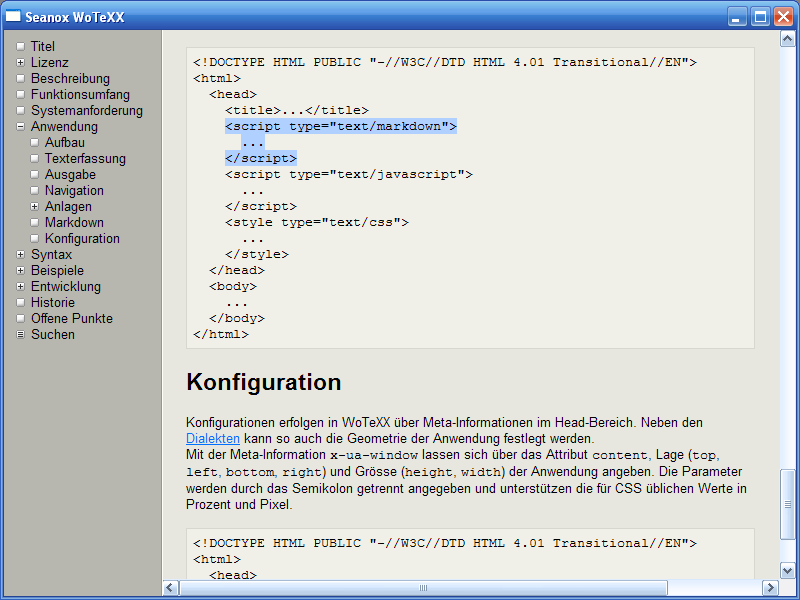 Seanox WoTeXX
Titel
Lizenz
Beschreibung
Funktionsumfang
Systemanforderung
Anwendung
Aufbau
Texterfassung
Ausgabe
Navigation
Anlagen
Markdown
Konfiguration
Syntax
Beispiele
Entwicklung
Historie
Offene Punkte
Suchen
<!DOCTYPE HTML PUBLIC "-//W3C//DTD HTML 4.01 Transitional//EN">
<html>
  <head>
    <title>...</title>
    <script type="text/markdown">
      ...
    </script>
    <script type="text/javascript">
      ...
    </script>
    <style type="text/css">
      ...
    </style>
  </head>
  <body>
    ...
  </body>
</html>
Konfiguration
Konfigurationen erfolgen in WoTeXX über Meta-Informationen im Head-Bereich. Neben den
Dialekten kann so auch die Geometrie der Anwendung festlegt werden.
Mit der Meta-Information x-ua-window lassen sich über das Attribut content, Lage (top,
left, bottom, right) und Grösse (height, width) der Anwendung angeben. Die Parameter
werden durch das Semikolon getrennt angegeben und unterstützen die für CSS üblichen Werte in
Prozent und Pixel.
<!DOCTYPE HTML PUBLIC "-//W3C//DTD HTML 4.01 Transitional//EN">
<html>
  <head>